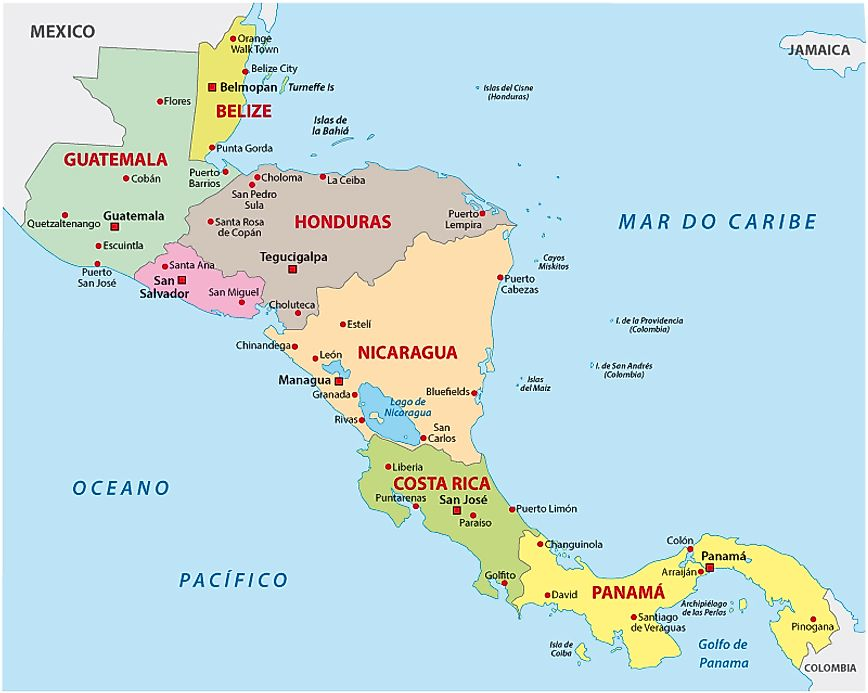 MEXICO
JAMAICA
Orange
Walk Town
Belize City
Belmopan
Turneffe Is
BELIZE
Islas del Cisne
(Honduras)
Flores
Islas de
la Bahiá
Punta Gorda
GUATEMALA
Cobán
Puerto
Barrios
Choloma
La Ceiba
San Pedro
Sula
Quetzaltenango
Guatemala
Santa Rosa
de Copán
HONDURAS
Puerto
Lempira
MAR DO CARIBE
Escuintla
Tegucigalpa
Cayos
Miskitos
Puerto
San José
Santa Ana
San
Salvador
San Miguel
Choluteca
Puerto
Cabezas
Estelí
I. de la Providencia
(Colombia)
Chinandega
León
NICARAGUA
I. de San Andrés
(Colombia)
Managua
Granada
Bluefields
Islas
del Maiz
Lago de
Nicaragua
Rivas
San
Carlos
Liberia
COSTA RICA
OCEANO
Puntarenas
San José
Paraiso
Puerto Limón
Changuinola
Colón
Panamá
PACÍFICO
Golfito
Arraiján
David
PANAMÁ
Archipiélago
de las Perlas
Santiago
de Veraguas
Pinogana
Isla de
Coiba
Golfo de
Panama
COLOMBIA